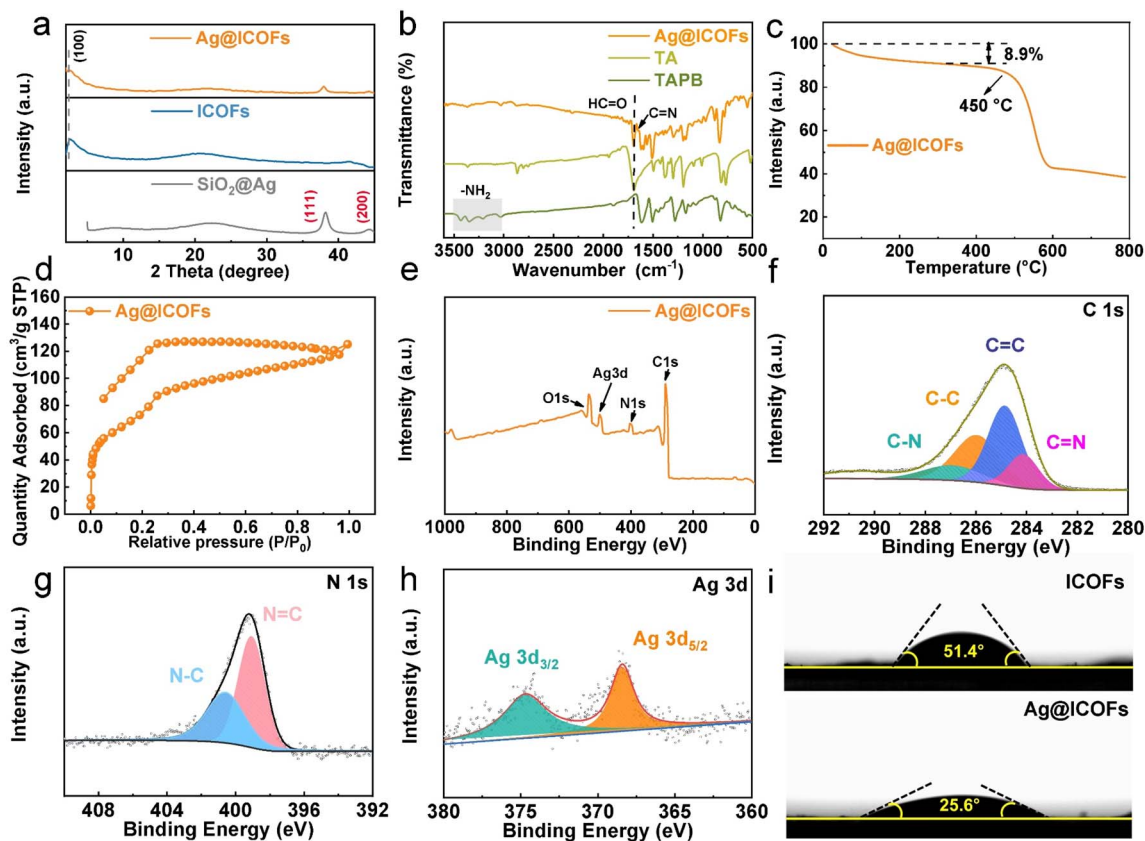 a
(100)
Ag@ICOFs
ICOFs
SiO2@Ag
(111)
(200)
Intensity (a.u.)
10 20 30 40
2 Theta (degree)
b
Ag@ICOFs
TA
TAPB
HC=O
C=N
-NH2
Transmittance (%)
3600 3000 2500 2000 1500 1000 500
Wavenumber (cm-1)
c
100
80
60
40
20
8.9%
450 °C
Ag@ICOFs
Intensity (a.u.)
0 200 400 600 800
Temperature (°C)
d
160
140
120
100
80
60
40
20
0
Ag@ICOFs
Quantity Adsorbed (cm3/g STP)
0.0 0.2 0.4 0.6 0.8 1.0
Relative pressure (P/P0)
e
Ag@ICOFs
C1s
Ag3d
O1s
N1s
Intensity (a.u.)
1000 800 600 400 200 0
Binding Energy (eV)
f
C 1s
C=C
C-C
C-N
C=N
Intensity (a.u.)
292 290 288 286 284 282 280
Binding Energy (eV)
g
N 1s
N=C
N-C
Intensity (a.u.)
408 404 400 396 392
Binding Energy (eV)
h
Ag 3d
Ag 3d3/2
Ag 3d5/2
Intensity (a.u.)
380 376 372 368 364 360
Binding Energy (eV)
i
ICOFs
51.4°
Ag@ICOFs
25.6°